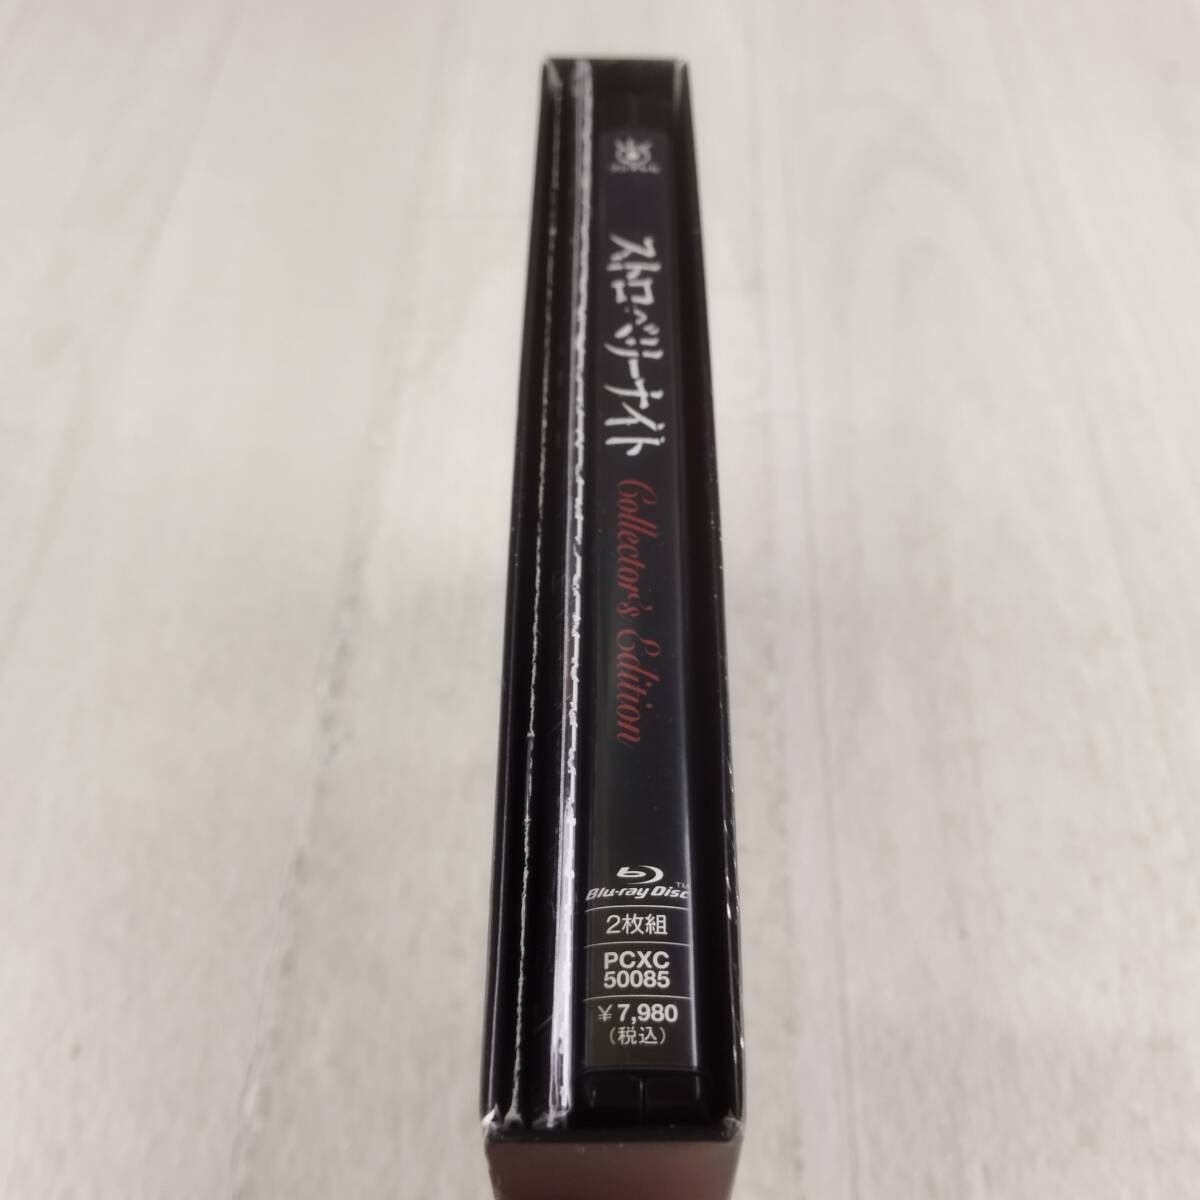 ストロベリーナイト
Collector's Edition
Blu-ray Disc™
2枚組
PCXC
50085
￥7,980
（税込）